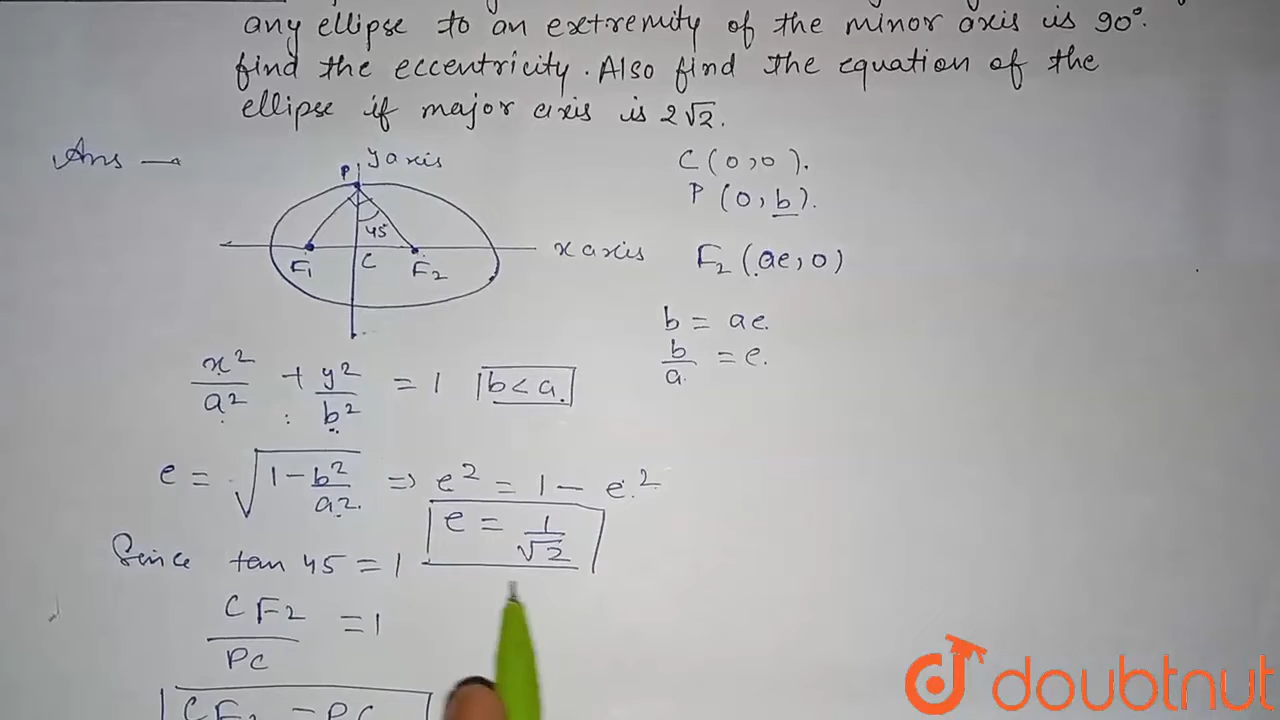 any ellipse to an extremity of the minor axis is 90°.
find the eccentricity. Also find the equation of the
ellipse if major axis is 2√2.
Ans —
P
y axis
45
F1
C
F2
x axis
C (0,0).
P (0, b).
F2 (ae, 0)
b = ae.
b/a = e.
x²/a² + y²/b² = 1 b < a.
e = √(1 - b²/a²) ⇒ e² = 1 - e²
e = 1/√2
Since tan 45 = 1
CF2/PC = 1
CF2 = PC
doubtnut